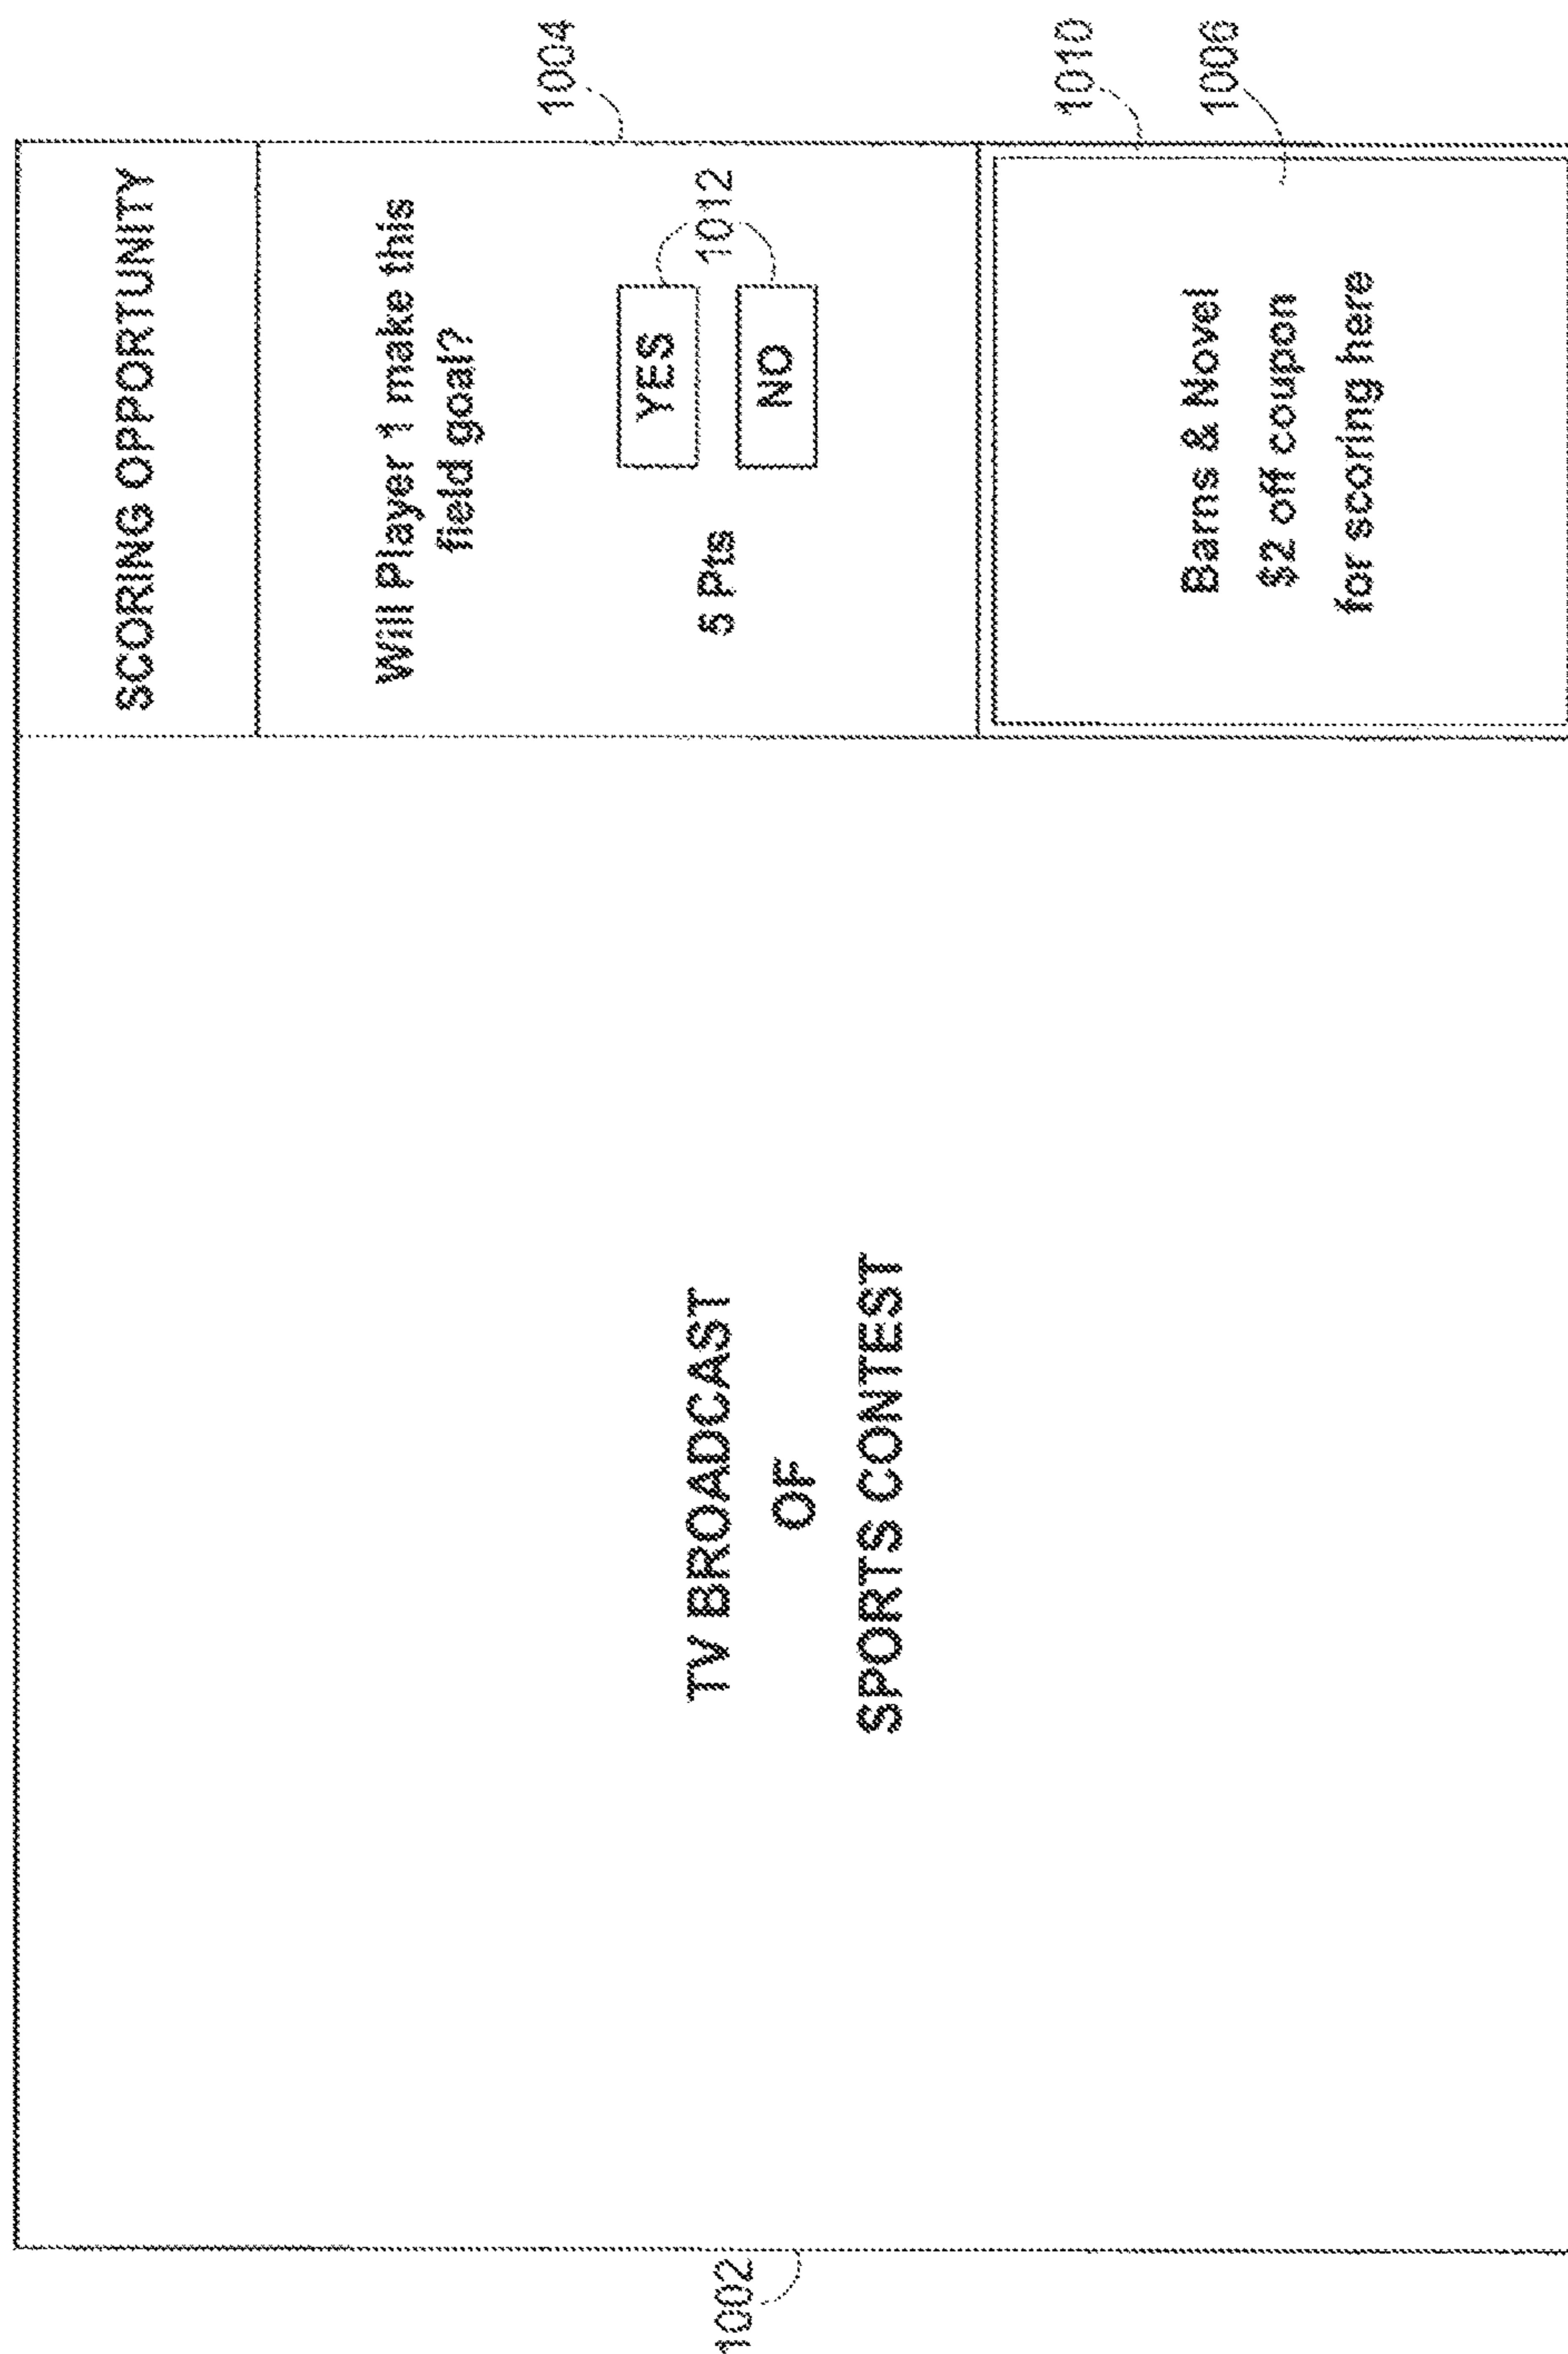 1002
TV BROADCAST
OF
SPORTS CONTEST
SCORING OPPORTUNITY
Will Player 1 make this
field goal?
5 Pts
YES
NO
1012
1004
Barns & Novel
$2 off coupon
for scoring here
1010
1006